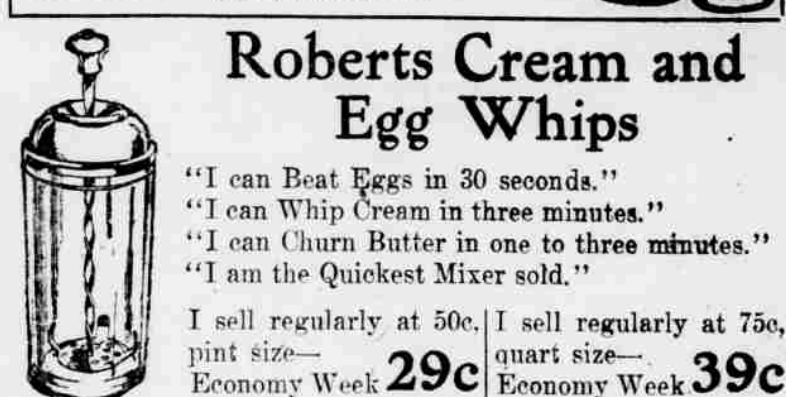 Roberts Cream and
Egg Whips
"I can Beat Eggs in 30 seconds."
"I can Whip Cream in three minutes."
"I can Churn Butter in one to three minutes."
"I am the Quickest Mixer sold."
I sell regularly at 50c,
pint size—
Economy Week 29c
I sell regularly at 75c,
quart size—
Economy Week 39c